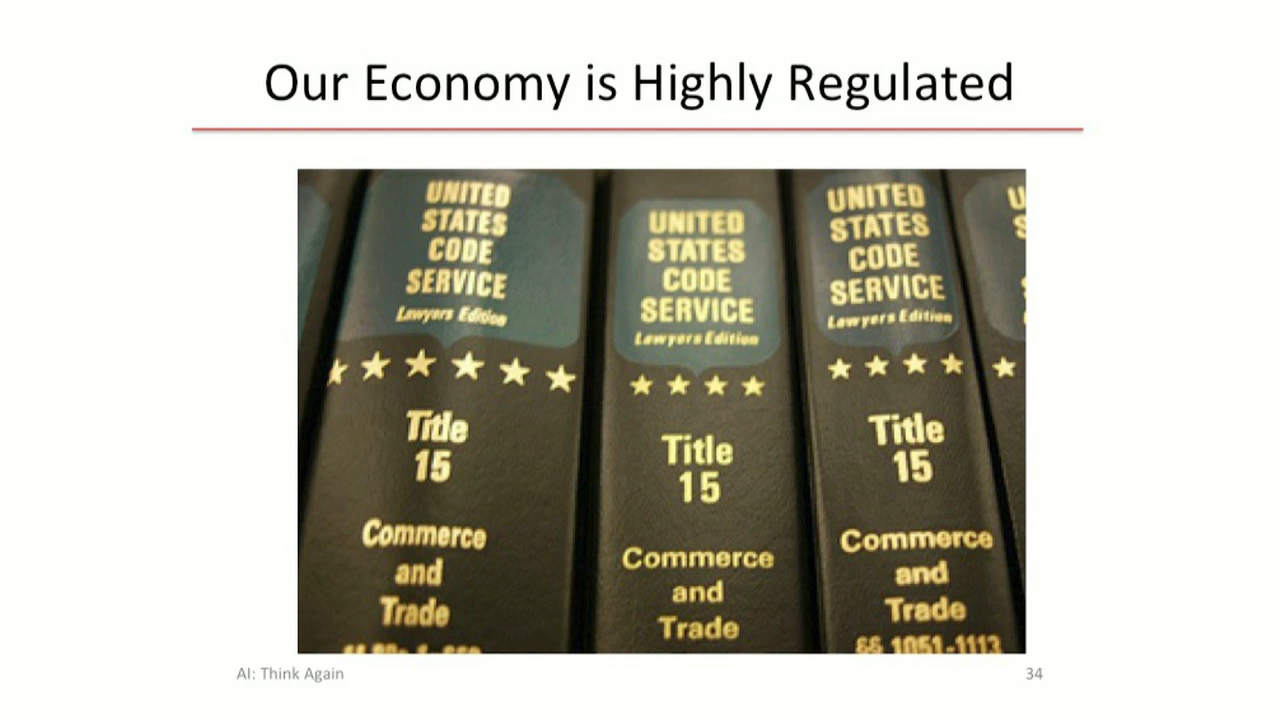 Our Economy is Highly Regulated
UNITED
STATES
CODE
SERVICE
Lawyers Edition
Title
15
Commerce
and
Trade
UNITED
STATES
CODE
SERVICE
Lawyers Edition
Title
15
Commerce
and
Trade
UNITED
STATES
CODE
SERVICE
Lawyers Edition
Title
15
Commerce
and
Trade
§§ 1051-1113
AI: Think Again
34